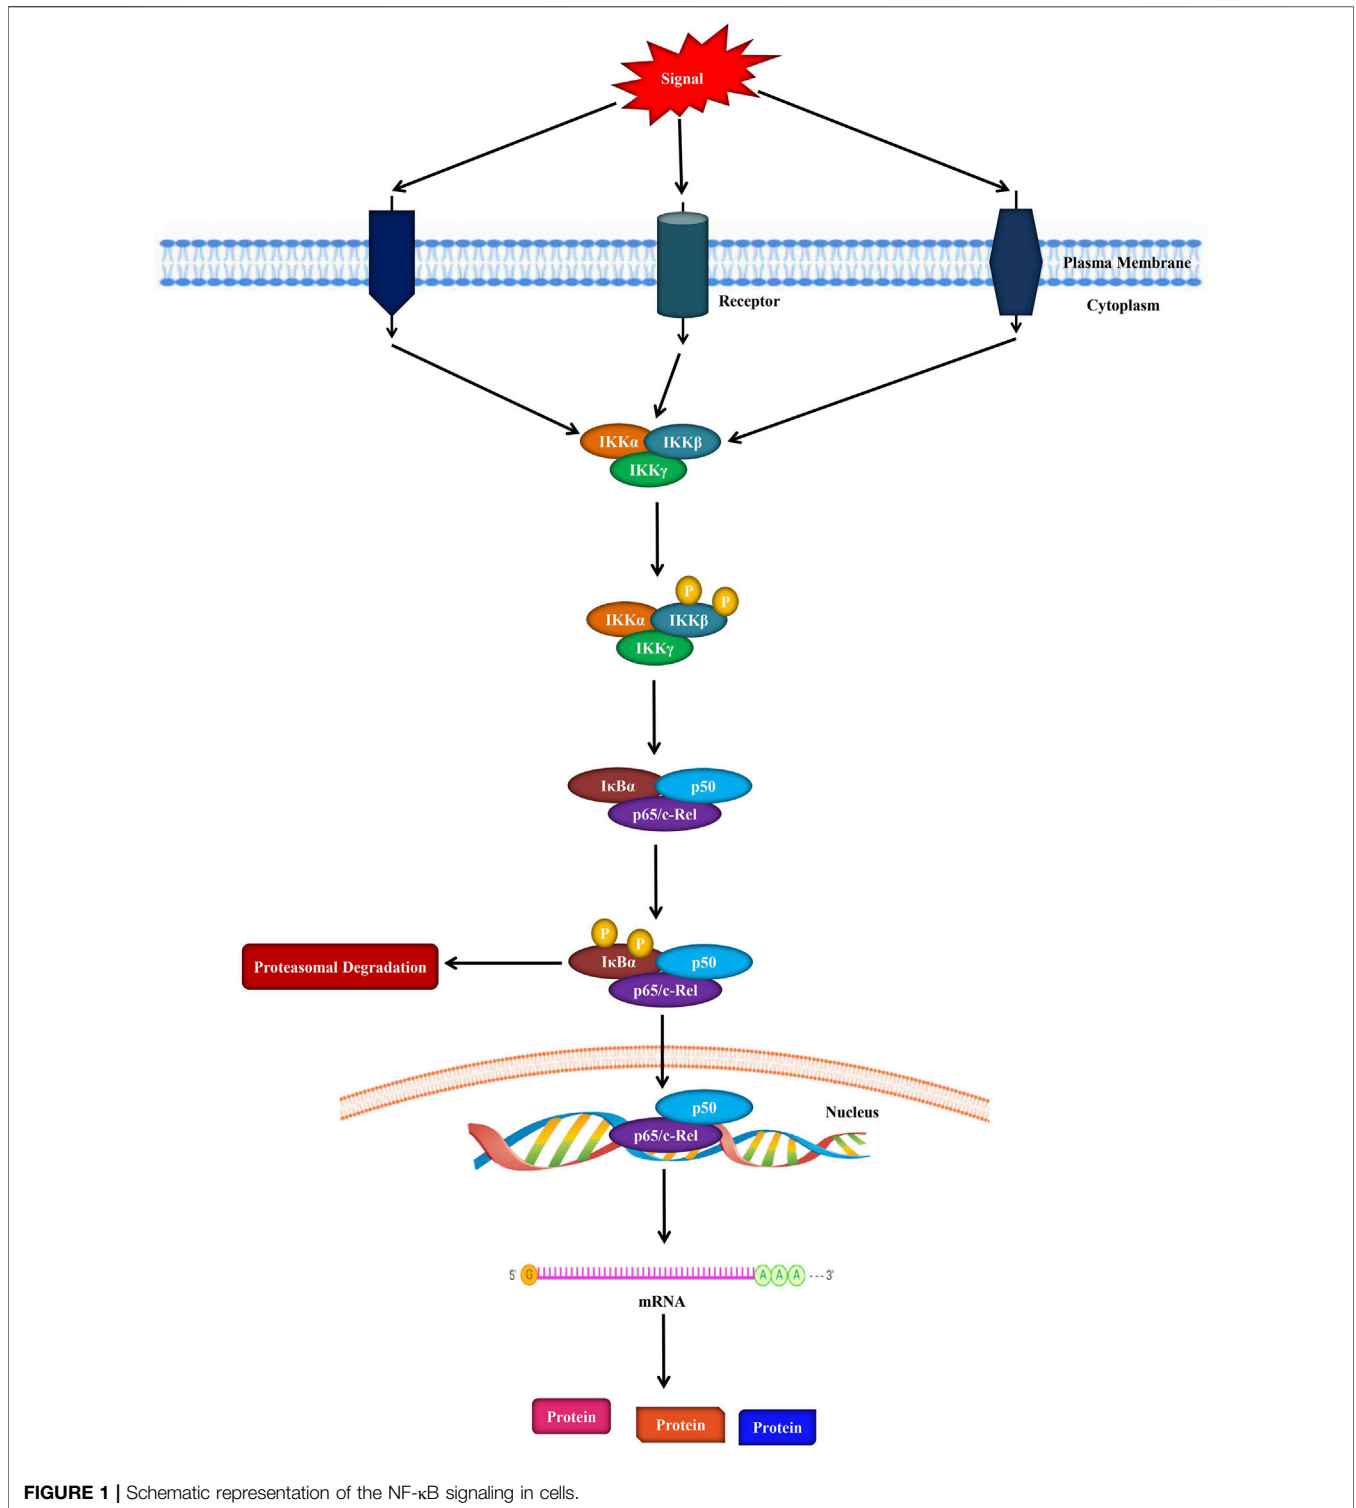 Signal
Plasma Membrane
Receptor
Cytoplasm
IKKα IKKβ
IKKγ
P
P
IKKα IKKβ
IKKγ
IκBα p50
p65/c-Rel
P
P
Proteasomal Degradation
IκBα p50
p65/c-Rel
p50
Nucleus
p65/c-Rel
5' G A A A ---3'
mRNA
Protein Protein Protein
FIGURE 1 | Schematic representation of the NF-κB signaling in cells.